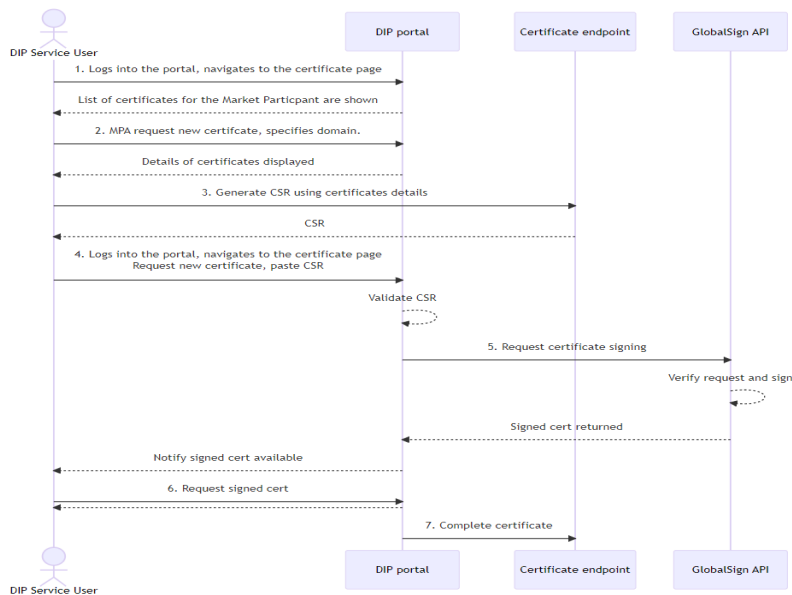 DIP portal
Certificate endpoint
GlobalSign API
DIP Service User
1. Logs into the portal, navigates to the certificate page
List of certificates for the Market Particpant are shown
2. MPA request new certifcate, specifies domain.
Details of certificates displayed
3. Generate CSR using certificates details
CSR
4. Logs into the portal, navigates to the certificate page
Request new certificate, paste CSR
Validate CSR
5. Request certificate signing
Verify request and sign
Signed cert returned
Notify signed cert available
6. Request signed cert
7. Complete certificate
DIP portal
Certificate endpoint
GlobalSign API
DIP Service User